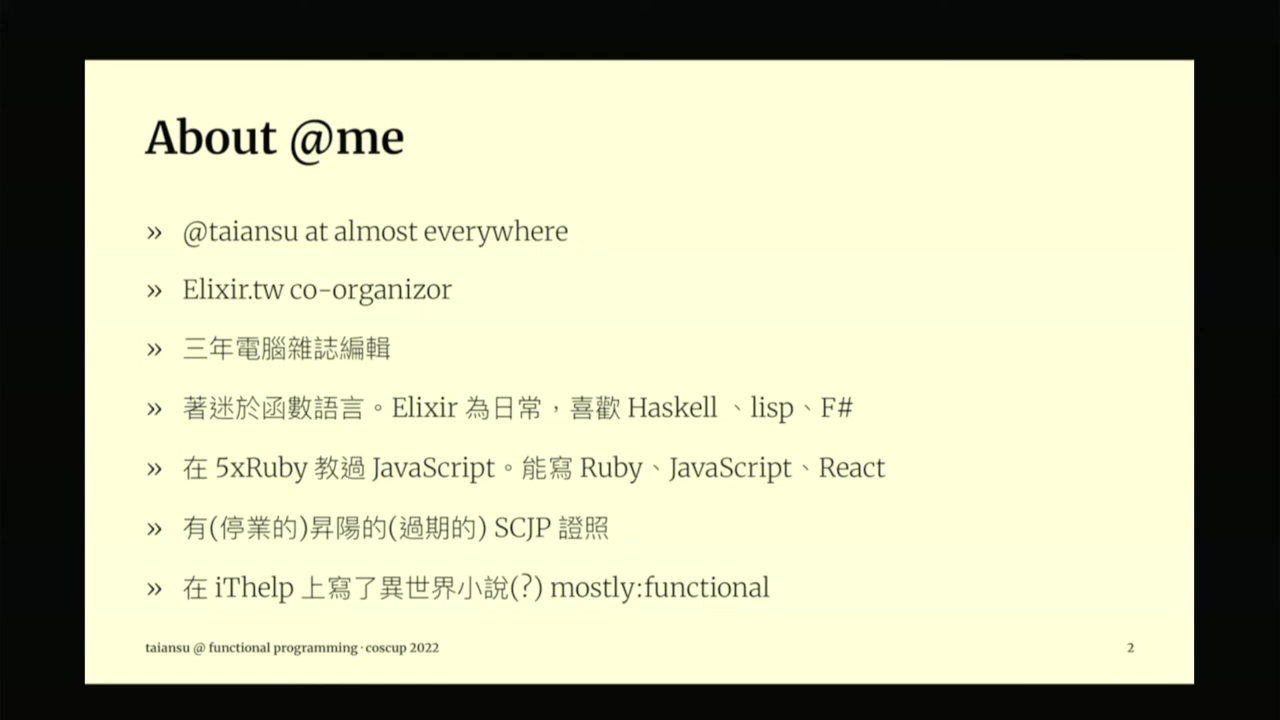 About @me
» @taiansu at almost everywhere
» Elixir.tw co-organizor
» 三年電腦雜誌編輯
» 著迷於函數語言。Elixir 為日常，喜歡 Haskell 、lisp、F#
» 在 5xRuby 教過 JavaScript。能寫 Ruby、JavaScript、React
» 有(停業的)昇陽的(過期的) SCJP 證照
» 在 iThelp 上寫了異世界小說(?) mostly:functional
taiansu @ functional programming · coscup 2022
2